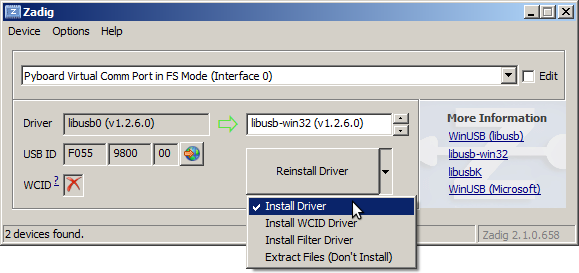 Zadig
Device Options Help
Pyboard Virtual Comm Port in FS Mode (Interface 0) Edit
Driver libusb0 (v1.2.6.0) libusb-win32 (v1.2.6.0)
USB ID F055 9800 00
WCID ?
Reinstall Driver
Install Driver
Install WCID Driver
Install Filter Driver
Extract Files (Don't Install)
More Information
WinUSB (libusb)
libusb-win32
libusbK
WinUSB (Microsoft)
2 devices found. Zadig 2.1.0.658